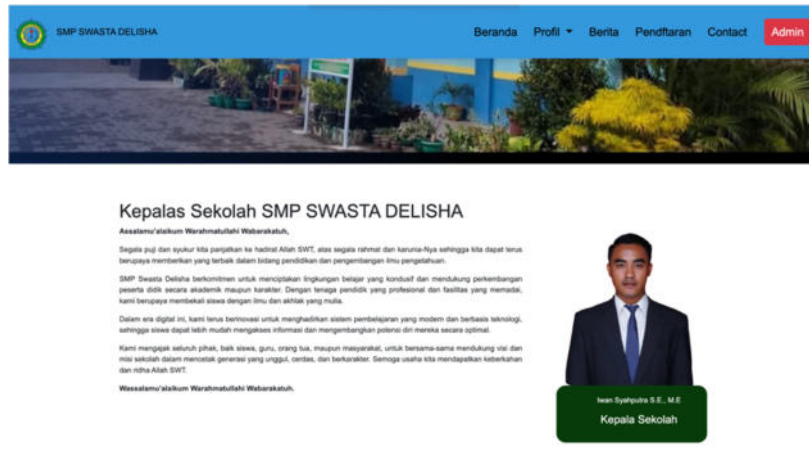 SMP SWASTA DELISHA
Beranda Profil Berita Pendftaran Contact Admin
Kepalas Sekolah SMP SWASTA DELISHA
Assalamu'alaikum Warahmatullahi Wabarakatuh,
Segala puji dan syukur kita panjatkan ke hadirat Allah SWT, atas segala rahmat dan karunia-Nya sehingga kita dapat terus
berupaya memberikan yang terbaik dalam bidang pendidikan dan pengembangan ilmu pengetahuan.
SMP Swasta Delisha berkomitmen untuk menciptakan lingkungan belajar yang kondusif dan mendukung perkembangan
peserta didik secara akademik maupun karakter. Dengan tenaga pendidik yang profesional dan fasilitas yang memadai,
kami berupaya membekali siswa dengan ilmu dan akhlak yang mulia.
Dalam era digital ini, kami terus berinovasi untuk menghadirkan sistem pembelajaran yang modern dan berbasis teknologi,
sehingga siswa dapat lebih mudah mengakses informasi dan mengembangkan potensi diri mereka secara optimal.
Kami mengajak seluruh pihak, baik siswa, guru, orang tua, maupun masyarakat, untuk bersama-sama mendukung visi dan
misi sekolah dalam mencetak generasi yang unggul, cerdas, dan berkarakter. Semoga usaha kita mendapatkan keberkahan
dan ridha Allah SWT.
Wassalamu'alaikum Warahmatullahi Wabarakatuh.
Iwan Syahputra S.E., M.E
Kepala Sekolah